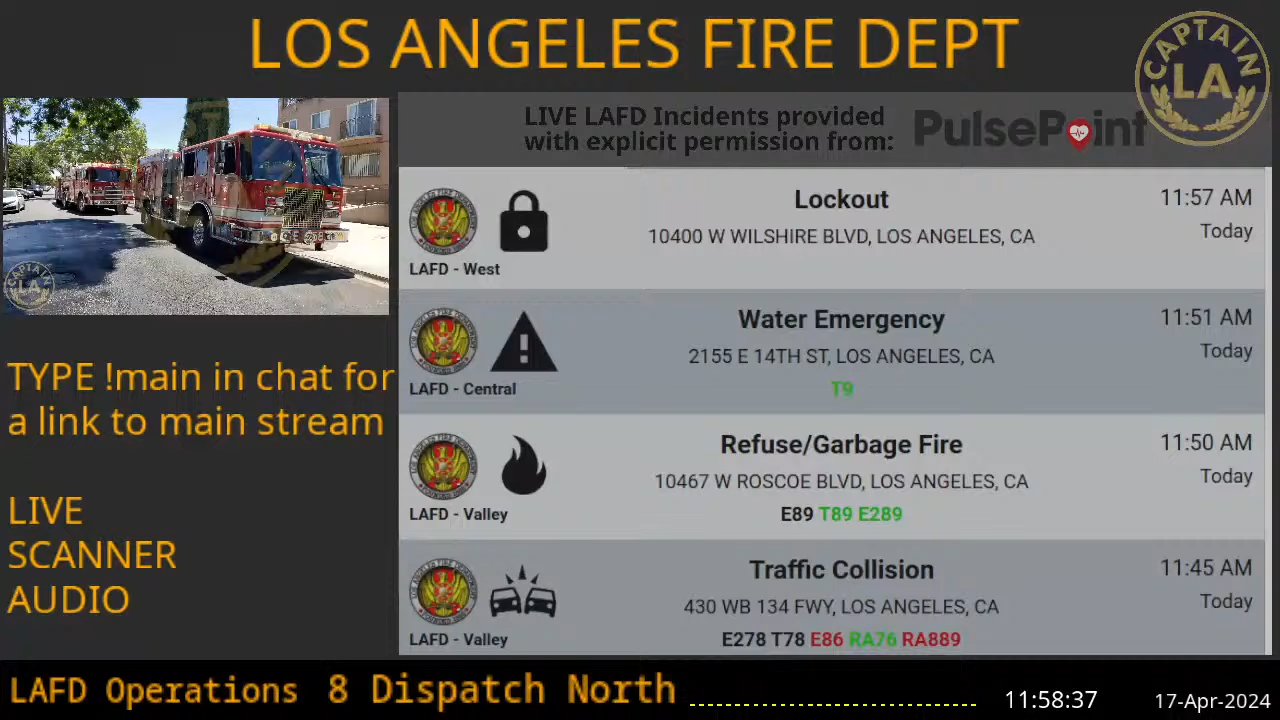 LOS ANGELES FIRE DEPT
CAPTAIN
LA
LIVE LAFD Incidents provided
with explicit permission from:
PulsePoint
Lockout
11:57 AM
10400 W WILSHIRE BLVD, LOS ANGELES, CA
Today
LAFD - West
Water Emergency
11:51 AM
2155 E 14TH ST, LOS ANGELES, CA
Today
T9
LAFD - Central
Refuse/Garbage Fire
11:50 AM
10467 W ROSCOE BLVD, LOS ANGELES, CA
Today
E89 T89 E289
LAFD - Valley
Traffic Collision
11:45 AM
430 WB 134 FWY, LOS ANGELES, CA
Today
E278 T78 E86 RA76 RA889
LAFD - Valley
CAPTAIN
LA
TYPE !main in chat for
a link to main stream
LIVE
SCANNER
AUDIO
LAFD Operations 8 Dispatch North
11:58:37
17-Apr-2024